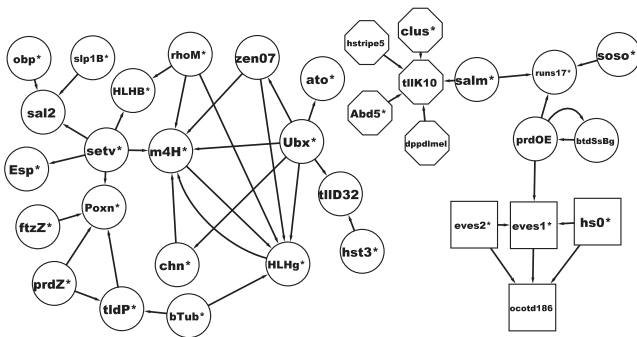 obp*
slp1B*
rhoM*
zen07
clus*
hstripe5
tllK10
salm*
runs17*
soso*
HLHB*
ato*
sal2
Abd5*
dppdlmel
setv*
m4H*
Ubx*
prdOE
btdSsBg
Esp*
Poxn*
tllD32
ftzZ*
eves2*
eves1*
hs0*
hst3*
chn*
HLHg*
prdZ*
tldP*
bTub*
ocotd186